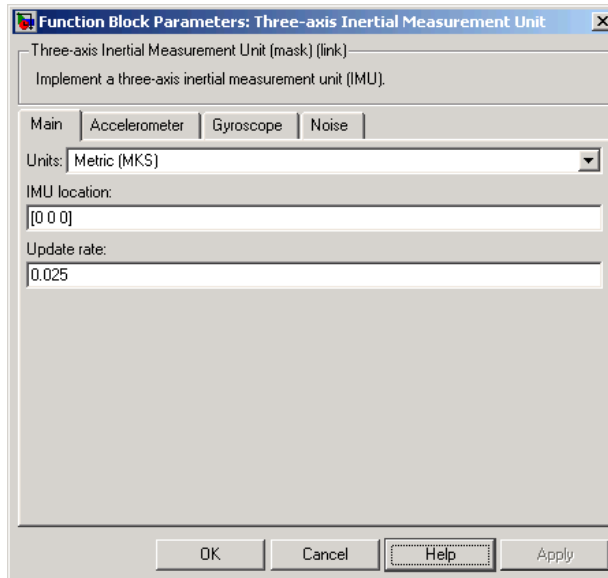 Function Block Parameters: Three-axis Inertial Measurement Unit
Three-axis Inertial Measurement Unit (mask) (link)
Implement a three-axis inertial measurement unit (IMU).
Main Accelerometer Gyroscope Noise
Units: Metric (MKS)
IMU location:
[0 0 0]
Update rate:
0.025
OK Cancel Help Apply